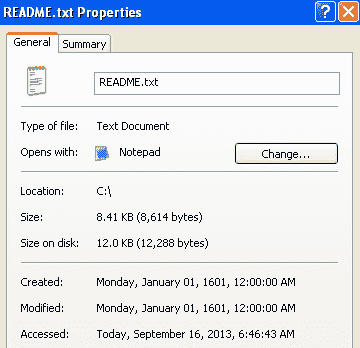 README.txt Properties
General Summary
README.txt
Type of file: Text Document
Opens with: Notepad Change...
Location: C:\
Size: 8.41 KB (8,614 bytes)
Size on disk: 12.0 KB (12,288 bytes)
Created: Monday, January 01, 1601, 12:00:00 AM
Modified: Monday, January 01, 1601, 12:00:00 AM
Accessed: Today, September 16, 2013, 6:46:43 AM